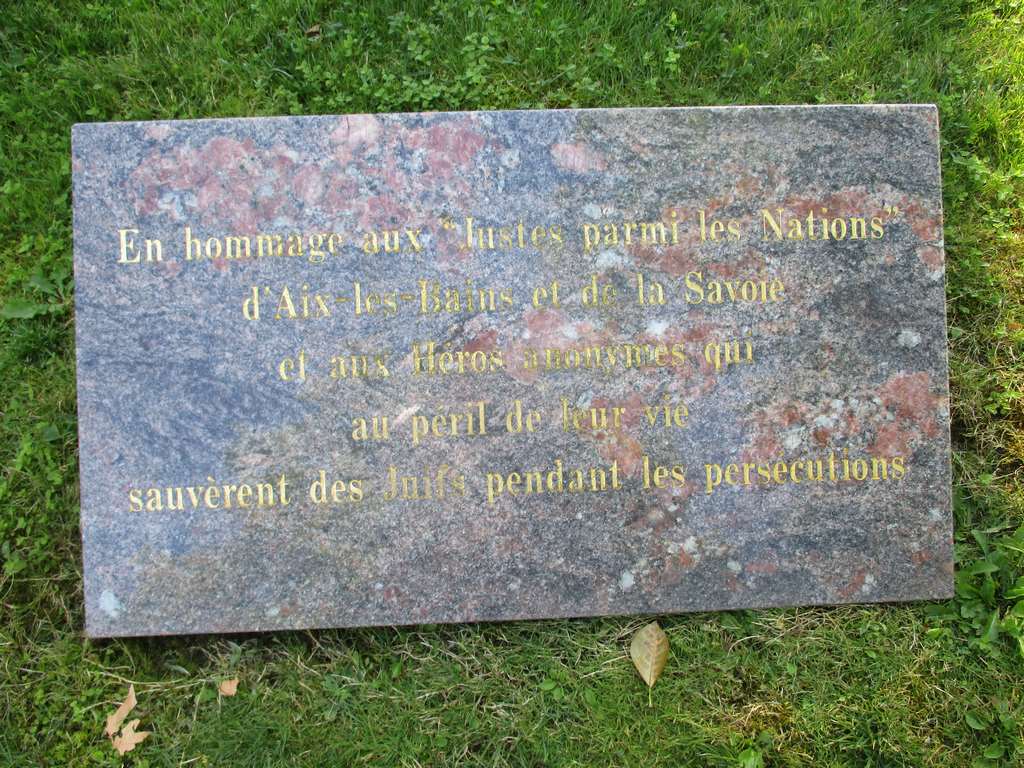 En hommage aux "Justes parmi les Nations"
d'Aix-les-Bains et de la Savoie
et aux Héros anonymes qui
au péril de leur vie
sauvèrent des Juifs pendant les persécutions